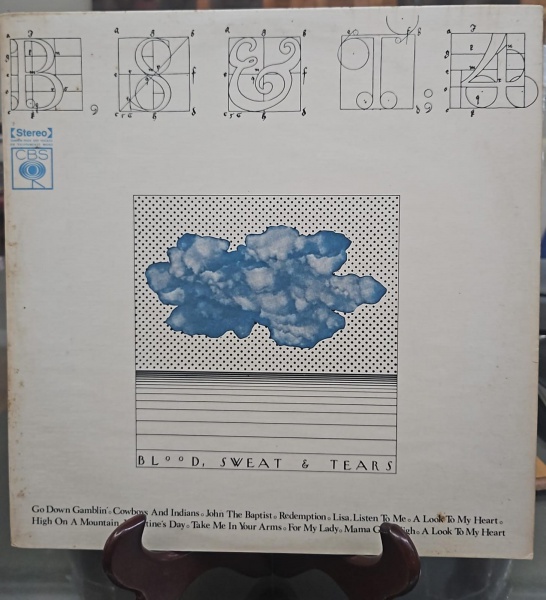 B, S & T; 4
[Stereo]
CBS
BLOOD, SWEAT & TEARS
Go Down Gamblin' Cowboys And Indians John The Baptist Redemption Lisa, Listen To Me A Look To My Heart
High On A Mountain Day Take Me In Your Arms For My Lady Mama A Look To My Heart